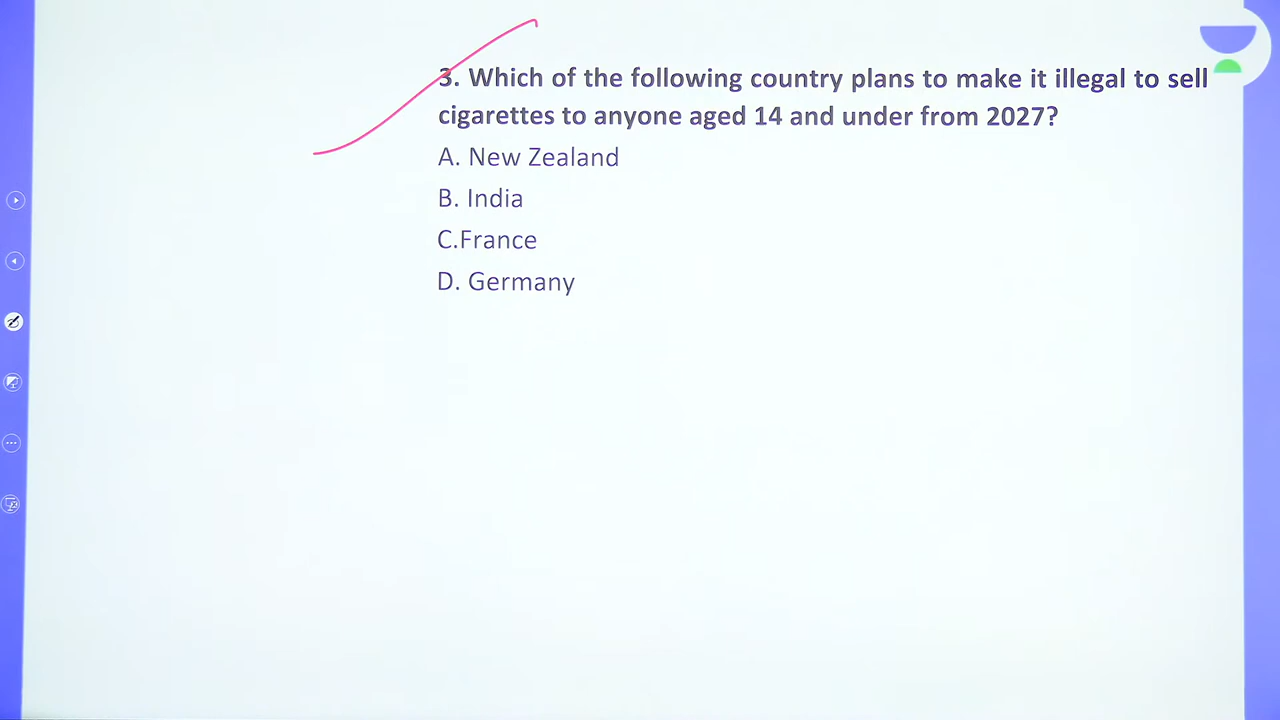 3. Which of the following country plans to make it illegal to sell
cigarettes to anyone aged 14 and under from 2027?
A. New Zealand
B. India
C.France
D. Germany